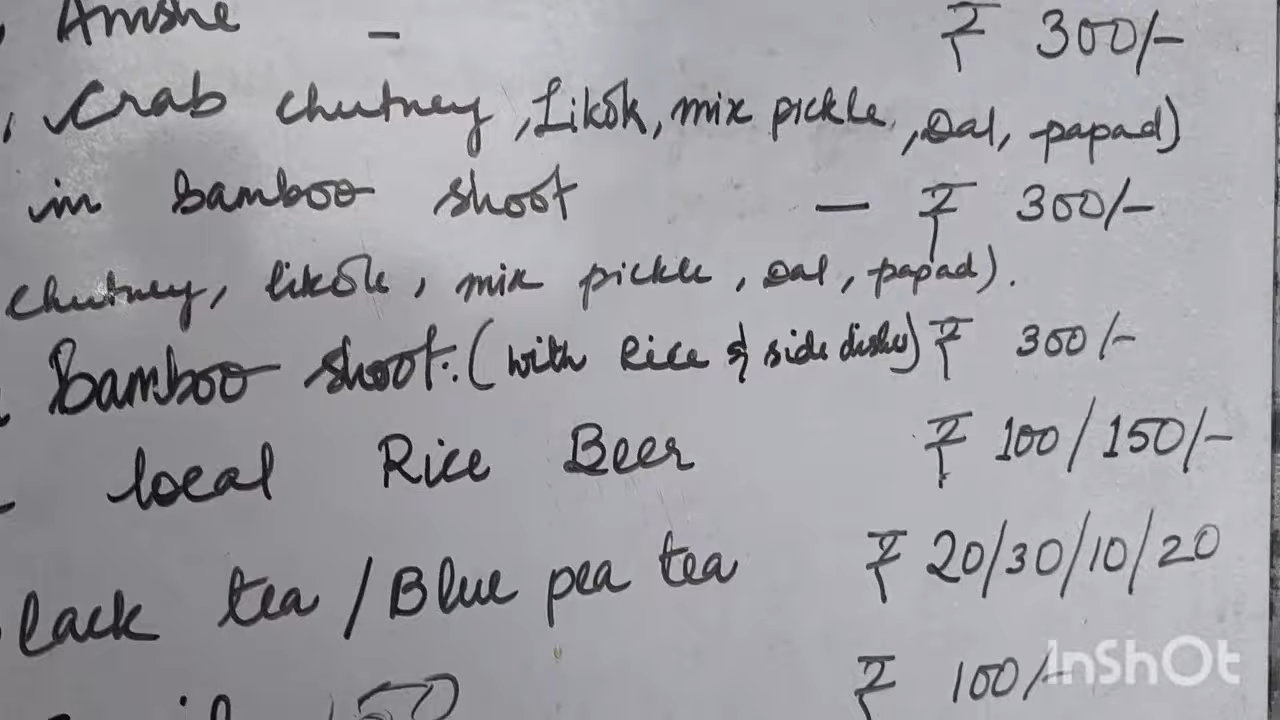 Amshe - ₹ 300/-
, Crab chutney, Likok, mix pickle, Dal, papad)
in Bamboo shoot - ₹ 300/-
chutney, likok, mix pickle, Dal, papad).
Bamboo shoot. (with Rice & side dishes) ₹ 300/-
local Rice Beer ₹ 100/150/-
lack tea / Blue pea tea ₹ 20/30/10/20
₹ 100/-
InShOt